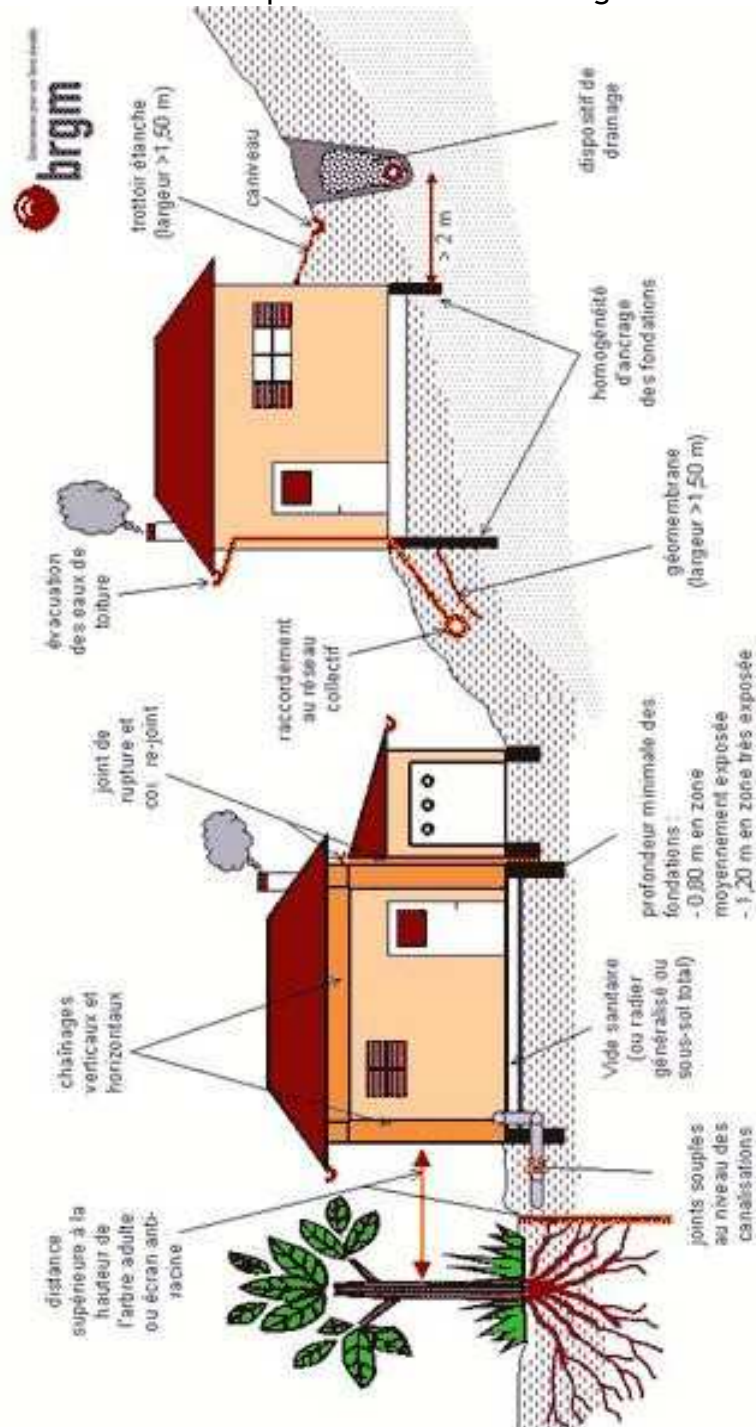 brgm
distance
supérieure à la
hauteur de
l'arbre adulte
ou écran anti-
racine
chaînages
verticaux et
horizontaux
joint de
rupture et
re-joint
évacuation
des eaux de
toiture
raccordement
au réseau
collectif
trottoir étanche
(largeur >1,50 m)
caniveau
> 2 m
dispositif de
drainage
homogénéité
d'ancrage
des fondations
géomembrane
(largeur >1,50 m)
profondeur minimale des
fondations :
- 0,80 m en zone
moyennement exposée
- 1,20 m en zone très exposée
Vide sanitaire
(ou radier
généralisé ou
sous-sol total)
joints souples
au niveau des
canalisations